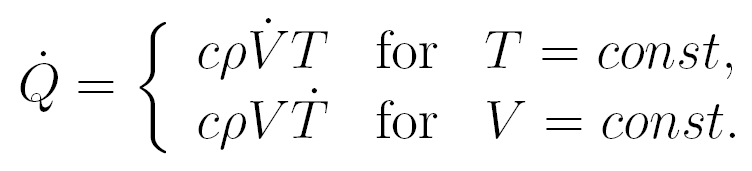 Q̇ = { cρV̇T for T = const,
cρVṪ for V = const.